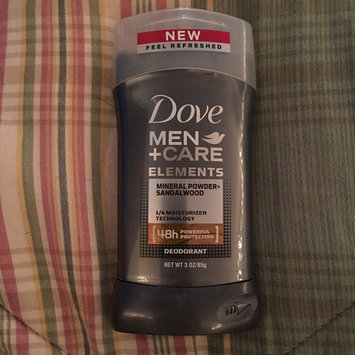 NEW
FEEL REFRESHED
Dove
MEN
+CARE
ELEMENTS
MINERAL POWDER+
SANDALWOOD
1/4 MOISTURIZER
TECHNOLOGY
[48h POWERFUL
PROTECTION]
DEODORANT
NET WT 3 OZ/85g